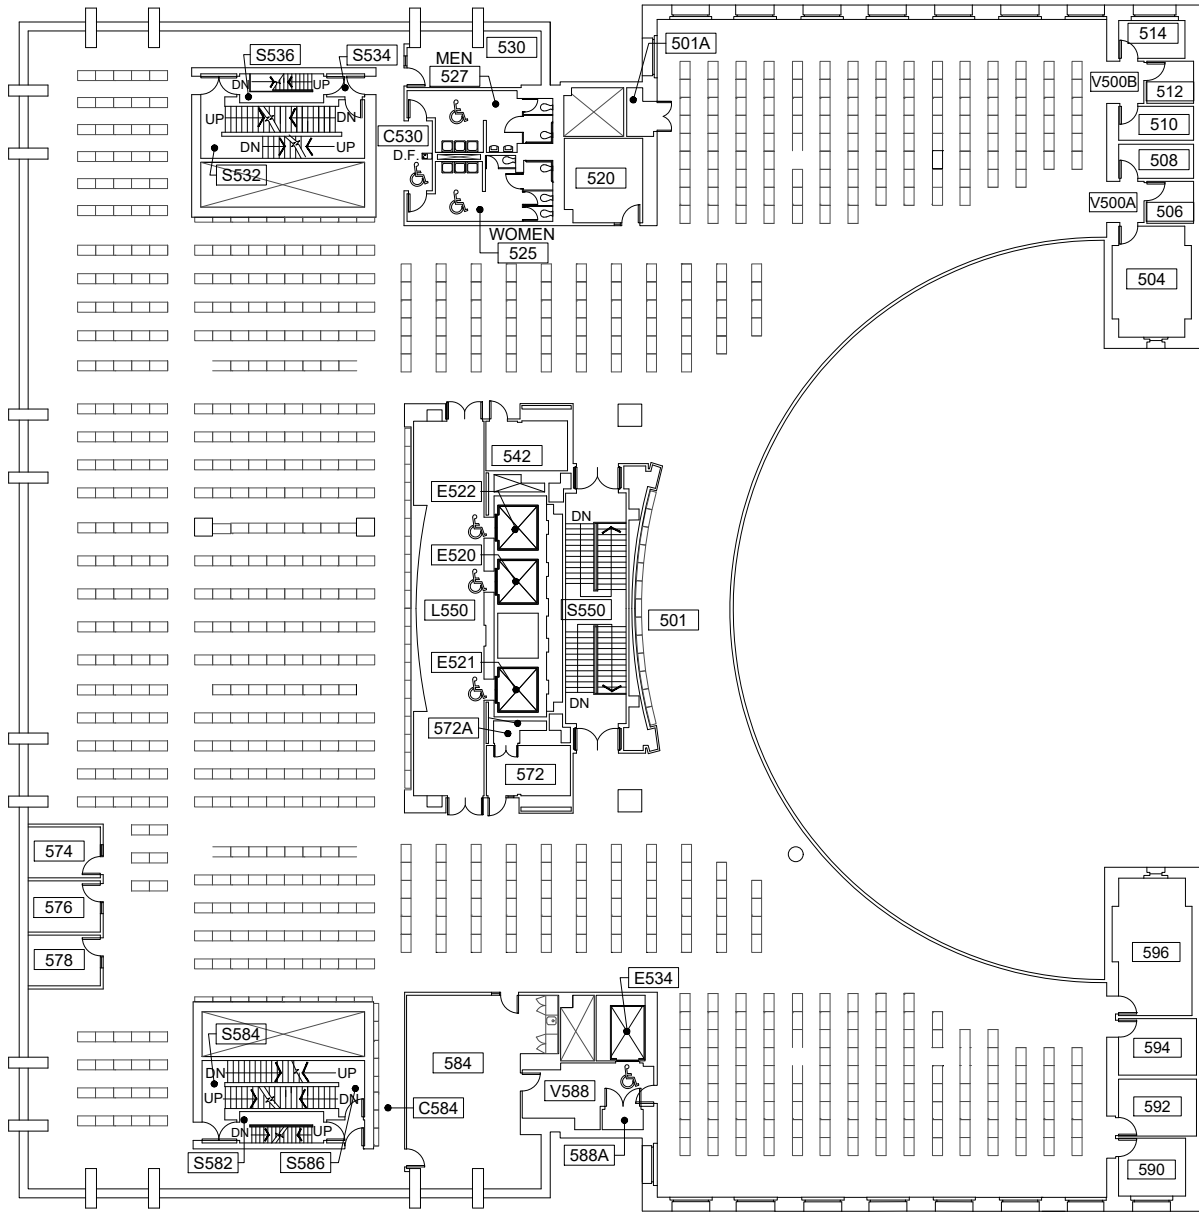 530
501A
514
S536
S534
MEN
527
DN
UP
V500B
512
UP
DN
510
C530
DN
UP
D.F.
508
S532
520
V500A
506
WOMEN
525
504
542
E522
DN
E520
L550
S550
501
E521
DN
572A
572
574
576
578
596
E534
S584
584
594
DN
UP
V588
UP
DN
C584
592
DN
UP
S582
S586
588A
590